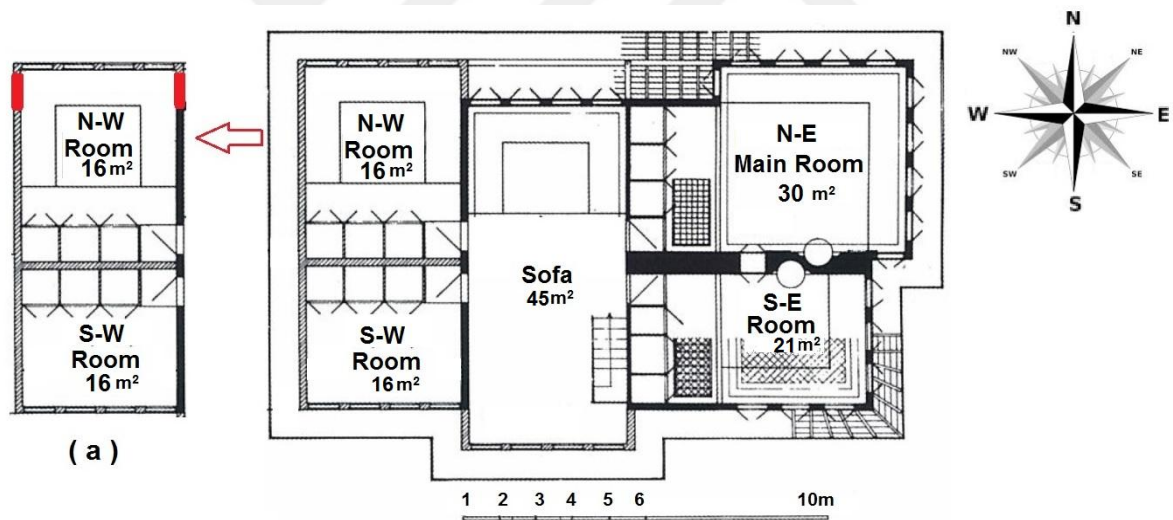 N-W
Room
16 m²
S-W
Room
16 m²
( a )
N-W
Room
16 m²
S-W
Room
16 m²
Sofa
45m²
N-E
Main Room
30 m²
S-E
Room
21 m²
1 2 3 4 5 6 10m
N
NW NE
W E
SW SE
S